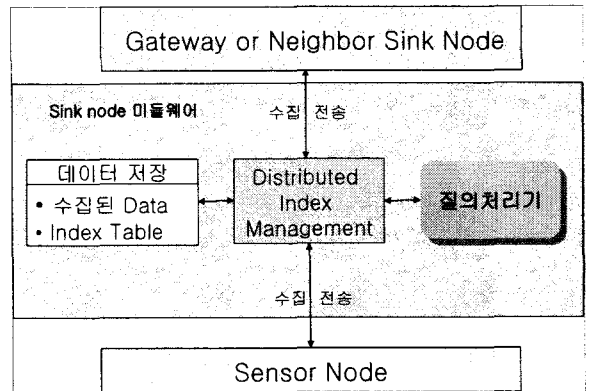 Gateway or Neighbor Sink Node
Sink node 미들웨어
수집 전송
데이터 저장
• 수집된 Data
• Index Table
Distributed
Index
Management
질의처리기
수집 전송
Sensor Node